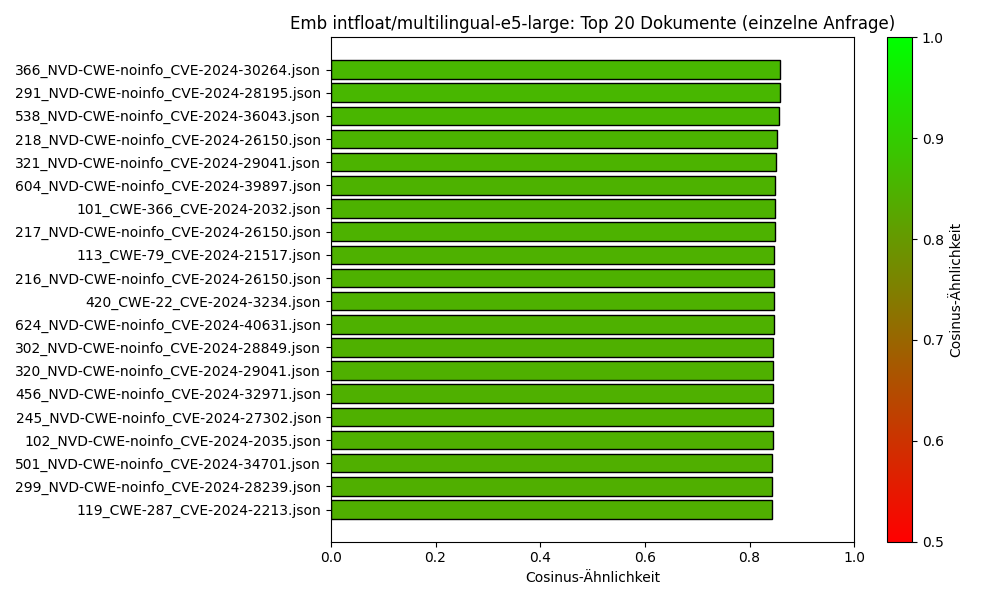 Emb intfloat/multilingual-e5-large: Top 20 Dokumente (einzelne Anfrage)
366_NVD-CWE-noinfo_CVE-2024-30264.json
291_NVD-CWE-noinfo_CVE-2024-28195.json
538_NVD-CWE-noinfo_CVE-2024-36043.json
218_NVD-CWE-noinfo_CVE-2024-26150.json
321_NVD-CWE-noinfo_CVE-2024-29041.json
604_NVD-CWE-noinfo_CVE-2024-39897.json
101_CWE-366_CVE-2024-2032.json
217_NVD-CWE-noinfo_CVE-2024-26150.json
113_CWE-79_CVE-2024-21517.json
216_NVD-CWE-noinfo_CVE-2024-26150.json
420_CWE-22_CVE-2024-3234.json
624_NVD-CWE-noinfo_CVE-2024-40631.json
302_NVD-CWE-noinfo_CVE-2024-28849.json
320_NVD-CWE-noinfo_CVE-2024-29041.json
456_NVD-CWE-noinfo_CVE-2024-32971.json
245_NVD-CWE-noinfo_CVE-2024-27302.json
102_NVD-CWE-noinfo_CVE-2024-2035.json
501_NVD-CWE-noinfo_CVE-2024-34701.json
299_NVD-CWE-noinfo_CVE-2024-28239.json
119_CWE-287_CVE-2024-2213.json
0.0 0.2 0.4 0.6 0.8 1.0
Cosinus-Ähnlichkeit
1.0
0.9
0.8
0.7
0.6
0.5
Cosinus-Ähnlichkeit